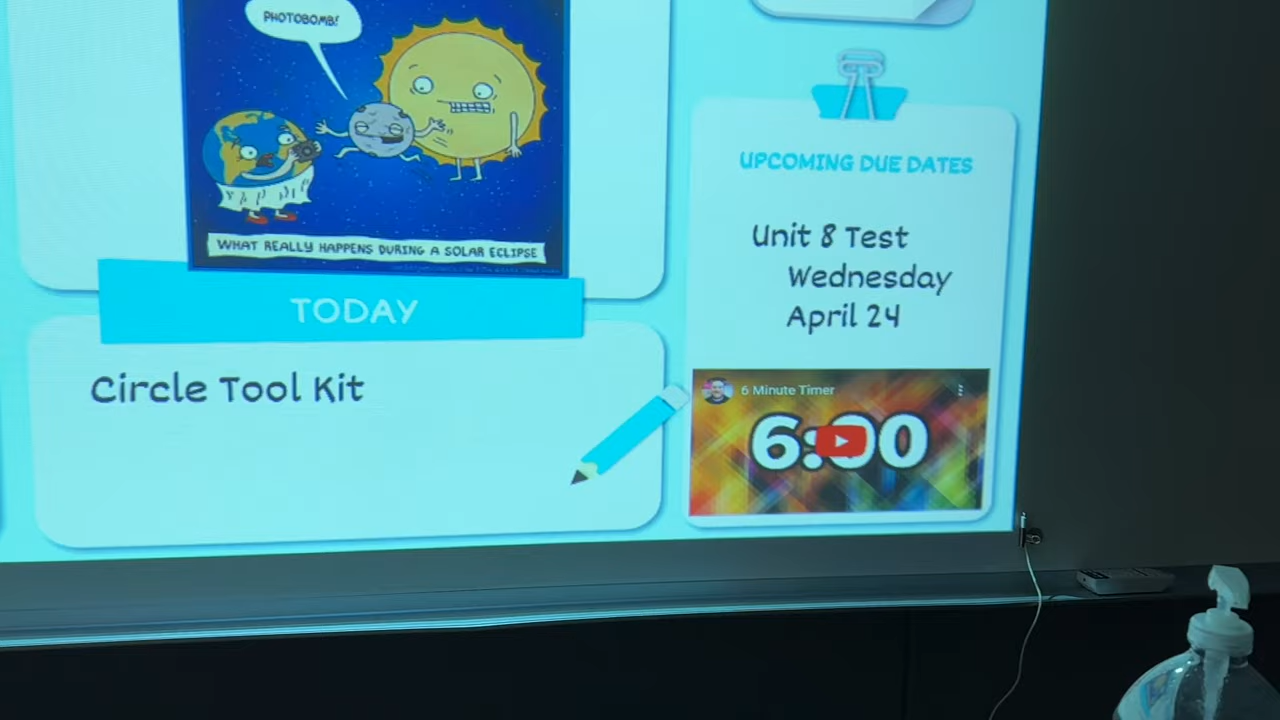 PHOTOBOMB!
WHAT REALLY HAPPENS DURING A SOLAR ECLIPSE
TODAY
Circle Tool Kit
UPCOMING DUE DATES
Unit 8 Test
Wednesday
April 24
6 Minute Timer
6:00